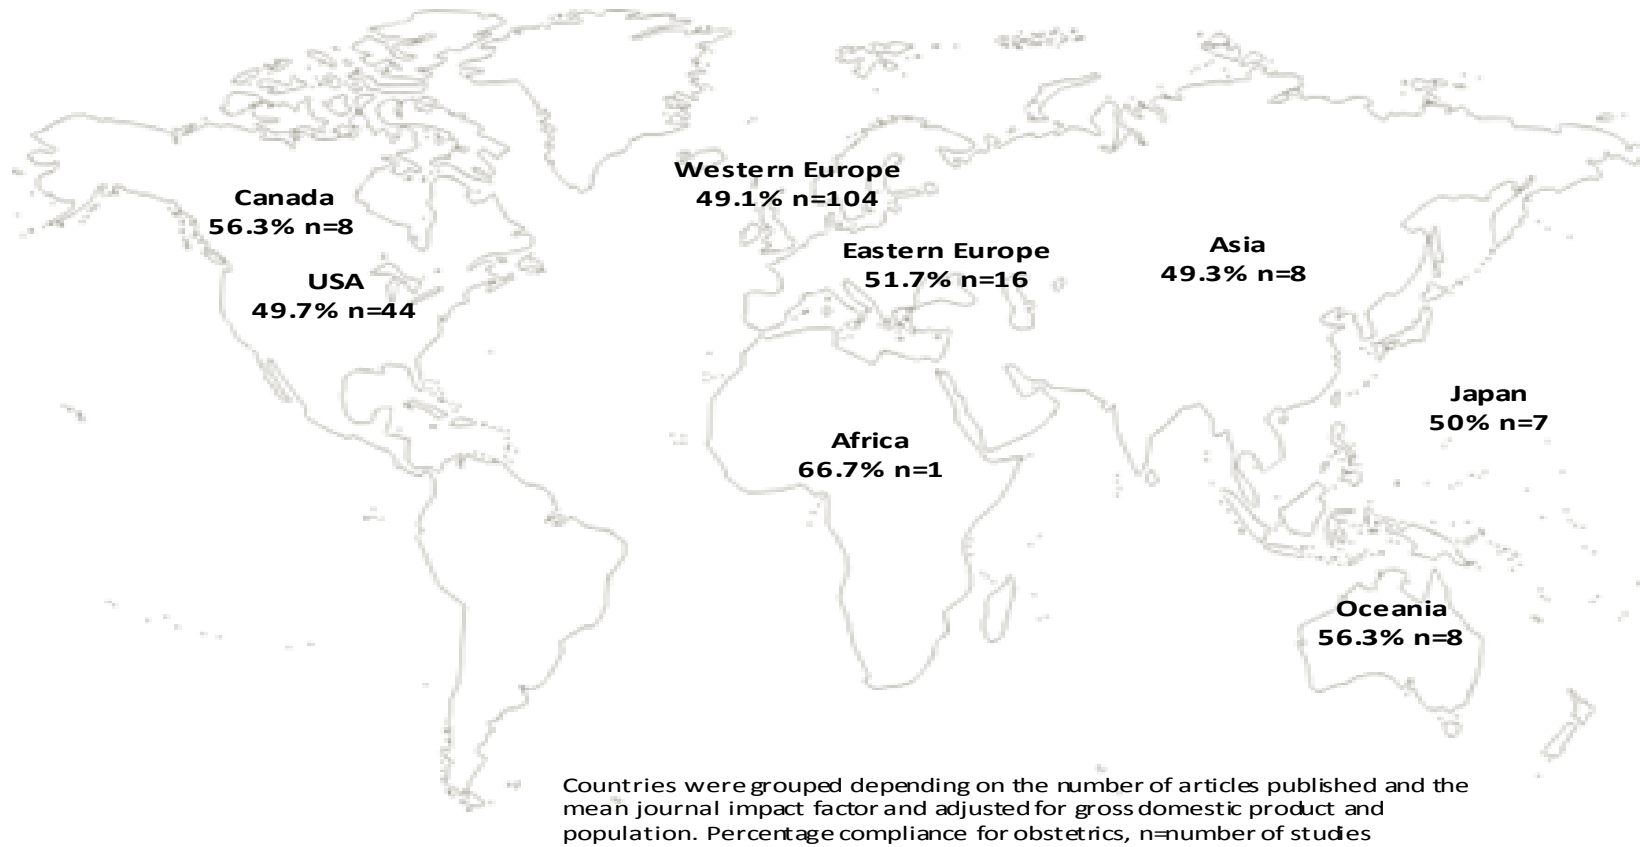 Western Europe
49.1% n=104
Canada
56.3% n=8
Eastern Europe
51.7% n=16
Asia
49.3% n=8
USA
49.7% n=44
Japan
50% n=7
Africa
66.7% n=1
Oceania
56.3% n=8
Countries were grouped depending on the number of articles published and the
mean journal impact factor and adjusted for gross domestic product and
population. Percentage compliance for obstetrics, n=number of studies